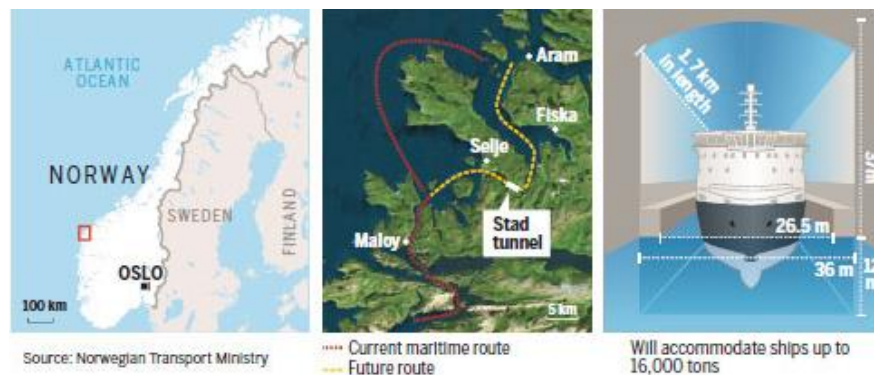 ATLANTIC
OCEAN
NORWAY
SWEDEN
FINLAND
OSLO
100 km
Source: Norwegian Transport Ministry
Aram
Fiska
Selje
Stad
tunnel
Maloy
5 km
Current maritime route
Future route
1.7 km
in length
26.5 m
36 m
m
Will accommodate ships up to
16,000 tons